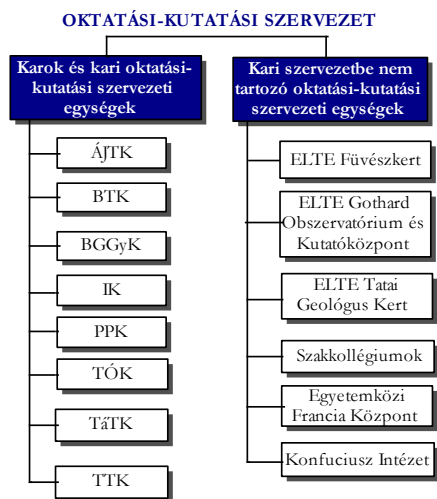 OKTATÁSI-KUTATÁSI SZERVEZET
Karok és kari oktatási-
kutatási szervezeti
egységek
ÁJTK
BTK
BGGyK
IK
PPK
TÓK
TáTK
TTK
Kari szervezetbe nem
tartozó oktatási-kutatási
szervezeti egységek
ELTE Füvészkert
ELTE Gothard
Obszervatórium és
Kutatóközpont
ELTE Tatai
Geológus Kert
Szakkollégiumok
Egyetemközi
Francia Központ
Konfuciusz Intézet